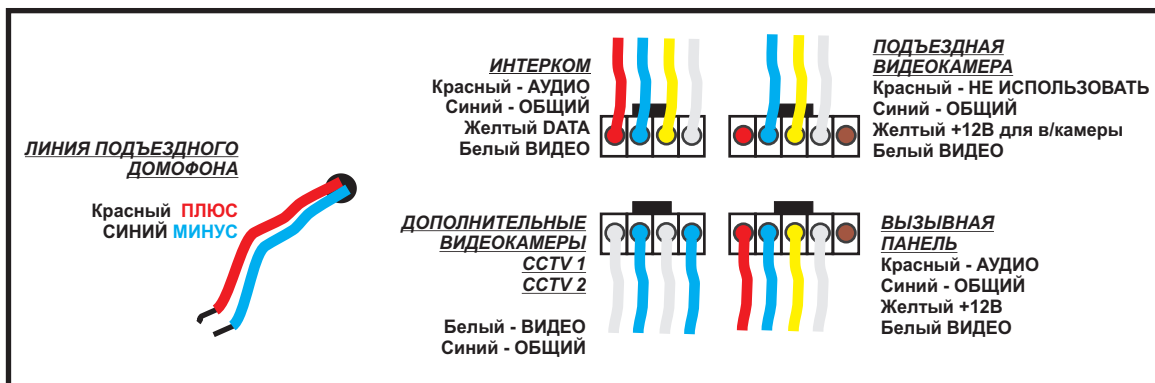 ЛИНИЯ ПОДЪЕЗДНОГО
ДОМОФОНА
Красный ПЛЮС
СИНИЙ МИНУС
ИНТЕРКОМ
Красный - АУДИО
Синий - ОБЩИЙ
Желтый DATA
Белый ВИДЕО
ПОДЪЕЗДНАЯ
ВИДЕОКАМЕРА
Красный - НЕ ИСПОЛЬЗОВАТЬ
Синий - ОБЩИЙ
Желтый +12В для в/камеры
Белый ВИДЕО
ДОПОЛНИТЕЛЬНЫЕ
ВИДЕОКАМЕРЫ
CCTV 1
CCTV 2
Белый - ВИДЕО
Синий - ОБЩИЙ
ВЫЗЫВНАЯ
ПАНЕЛЬ
Красный - АУДИО
Синий - ОБЩИЙ
Желтый +12В
Белый ВИДЕО